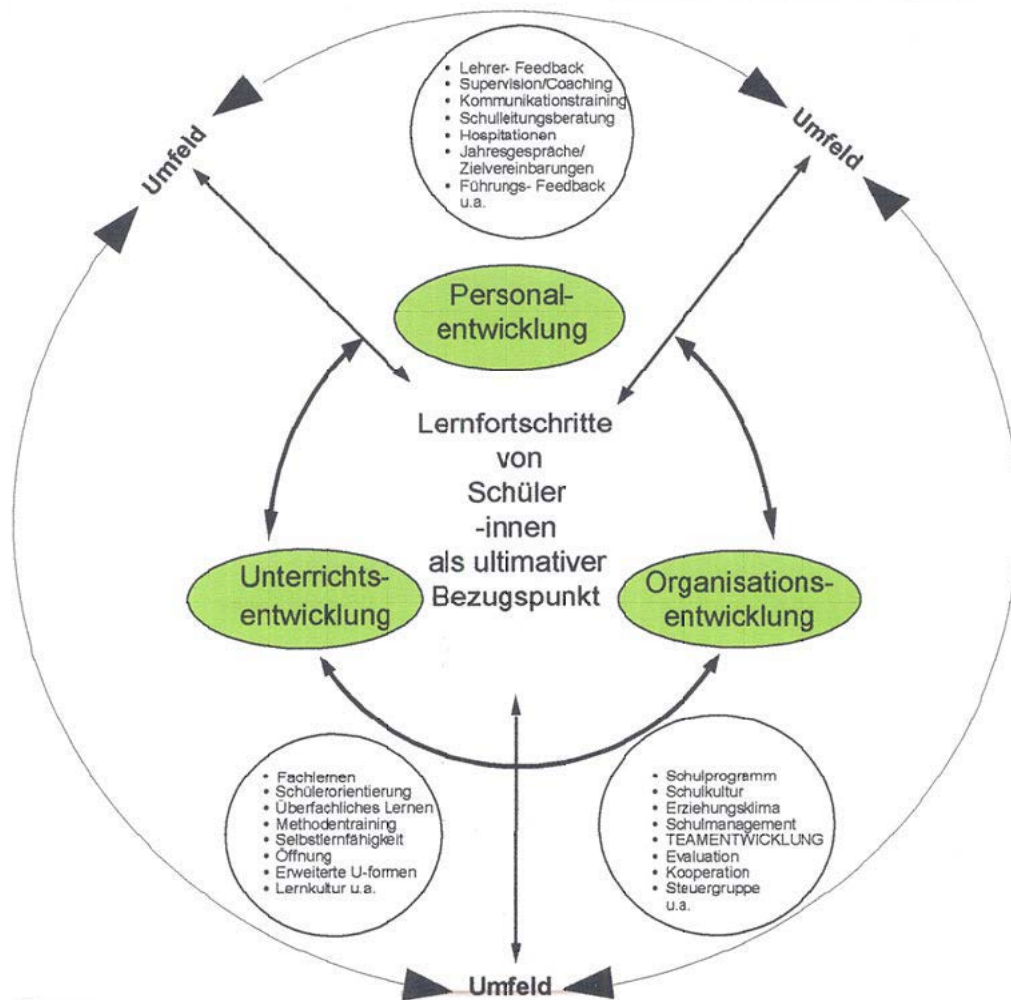 • Lehrer- Feedback
• Supervision/Coaching
• Kommunikationstraining
• Schulleitungsberatung
• Hospitationen
• Jahresgespräche/
Zielvereinbarungen
• Führungs- Feedback
u.a.
Umfeld
Umfeld
Personal-
entwicklung
Lernfortschritte
von
Schüler
-innen
als ultimativer
Bezugspunkt
Unterrichts-
entwicklung
Organisations-
entwicklung
• Fachlernen
• Schülerorientierung
• Überfachliches Lernen
• Methodentraining
• Selbstlernfähigkeit
• Öffnung
• Erweiterte U-formen
• Lernkultur u.a.
• Schulprogramm
• Schulkultur
• Erziehungsklima
• Schulmanagement
• TEAMENTWICKLUNG
• Evaluation
• Kooperation
• Steuergruppe
u.a.
Umfeld